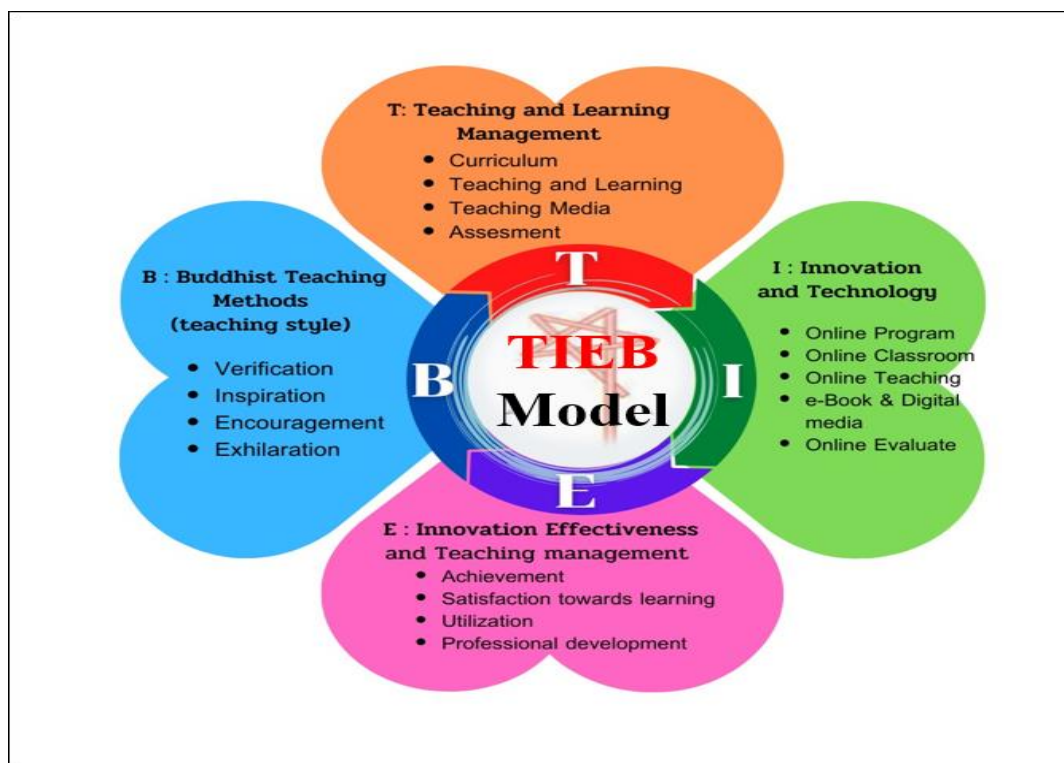 T: Teaching and Learning
Management
• Curriculum
• Teaching and Learning
• Teaching Media
• Assesment
B : Buddhist Teaching
Methods
(teaching style)
• Verification
• Inspiration
• Encouragement
• Exhilaration
T
B
TIEB
Model
I
E
I : Innovation
and Technology
• Online Program
• Online Classroom
• Online Teaching
• e-Book & Digital
media
• Online Evaluate
E : Innovation Effectiveness
and Teaching management
• Achievement
• Satisfaction towards learning
• Utilization
• Professional development